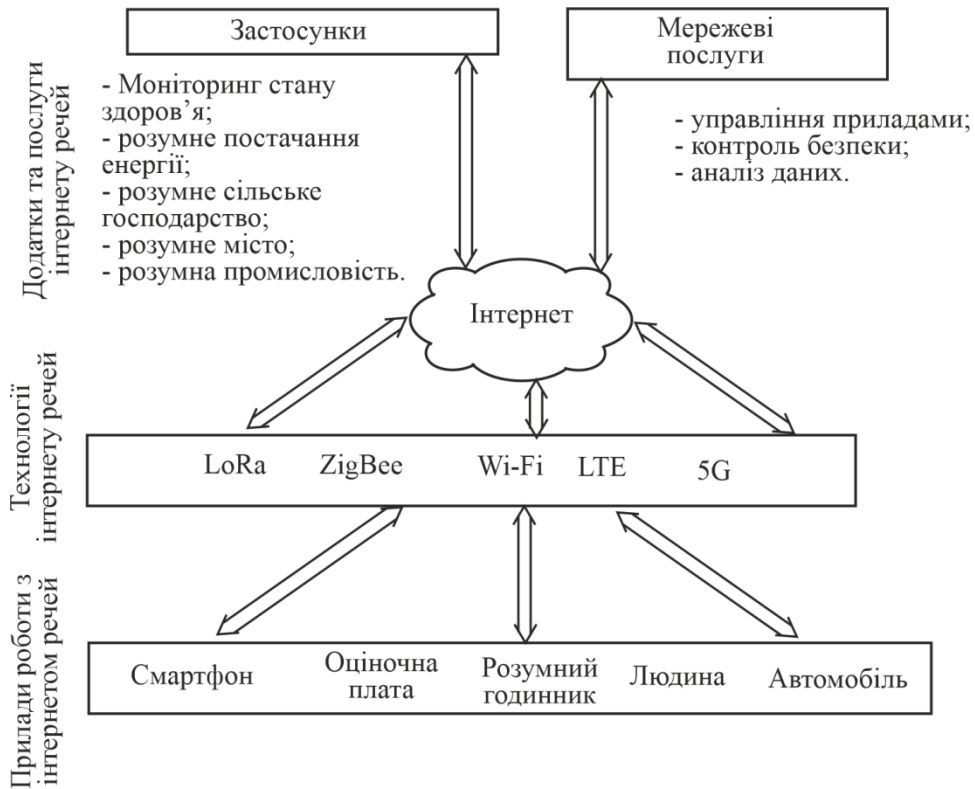 Застосунки
Мережеві
послуги
Додатки та послуги
інтернету речей
- Моніторинг стану
здоров’я;
- розумне постачання
енергії;
- розумне сільське
господарство;
- розумне місто;
- розумна промисловість.
- управління приладами;
- контроль безпеки;
- аналіз даних.
Інтернет
Технології
інтернету речей
LoRa
ZigBee
Wi-Fi
LTE
5G
Прилади роботи з
інтернетом речей
Смартфон
Оціночна
плата
Розумний
годинник
Людина
Автомобіль